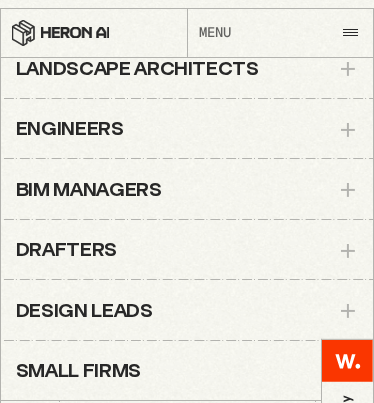 HERON AI
MENU
LANDSCAPE ARCHITECTS
ENGINEERS
BIM MANAGERS
DRAFTERS
DESIGN LEADS
SMALL FIRMS
W.